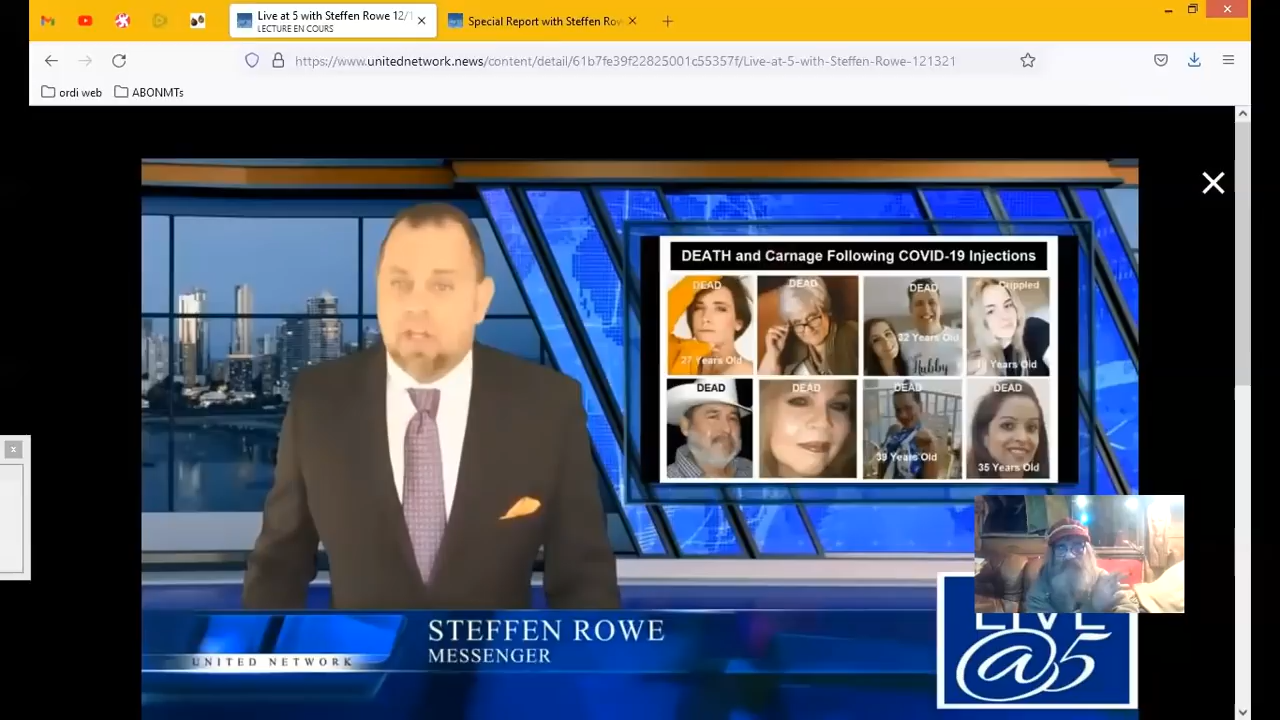 Live at 5 with Steffen Rowe 12/1
LECTURE EN COURS
Special Report with Steffen Row
https://www.unitednetwork.news/content/detail/61b7fe39f22825001c55357f/Live-at-5-with-Steffen-Rowe-121321
ordi web
ABONMTs
DEATH and Carnage Following COVID-19 Injections
DEAD
27 Years Old
DEAD
DEAD
32 Years Old
Hubby
Crippled
Years Old
DEAD
DEAD
DEAD
39 Years Old
DEAD
35 Years Old
STEFFEN ROWE
MESSENGER
UNITED NETWORK
LIVE
@5